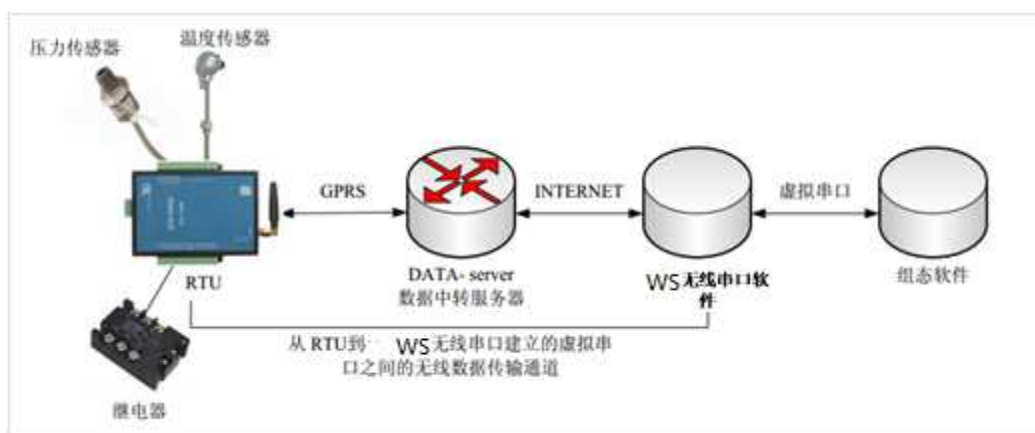 压力传感器
温度传感器
GPRS
INTERNET
虚拟串口
RTU
DATA- server
数据中转服务器
WS无线串口软
件
组态软件
从 RTU到一 WS 无线串口建立的虚拟串
口之间的无线数据传输通道
继电器